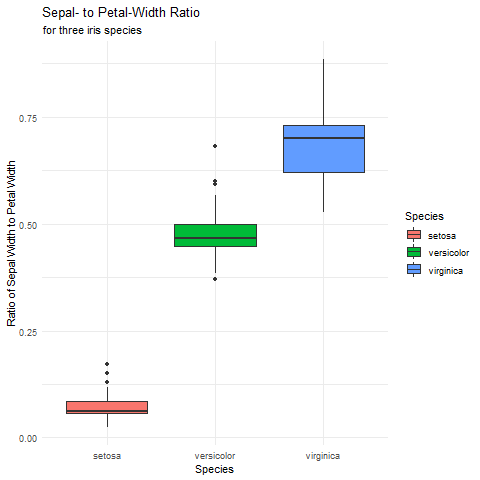 Sepal- to Petal-Width Ratio
for three iris species
Ratio of Sepal Width to Petal Width
0.75
0.50
0.25
0.00
setosa
versicolor
virginica
Species
Species
setosa
versicolor
virginica